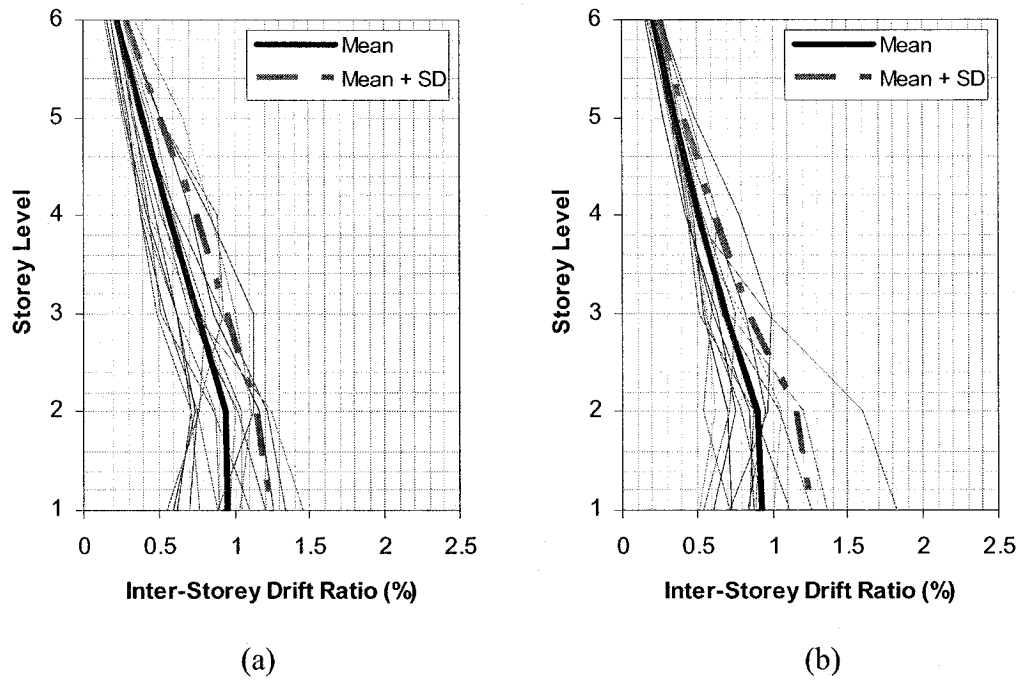 6
5
4
3
2
1
Storey Level
Mean
Mean + SD
0 0.5 1 1.5 2 2.5
Inter-Storey Drift Ratio (%)
(a)
6
5
4
3
2
1
Storey Level
Mean
Mean + SD
0 0.5 1 1.5 2 2.5
Inter-Storey Drift Ratio (%)
(b)